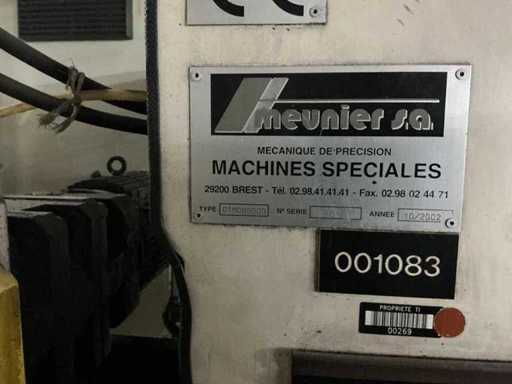 meunier s.a.
MECANIQUE DE PRECISION
MACHINES SPECIALES
29200 BREST - Tél. 02.98.41.41.41 - Fax. 02.98 02 44 71
TYPE N° SERIE ANNEE 10/2002
001083
PROPRIETE TI
00269